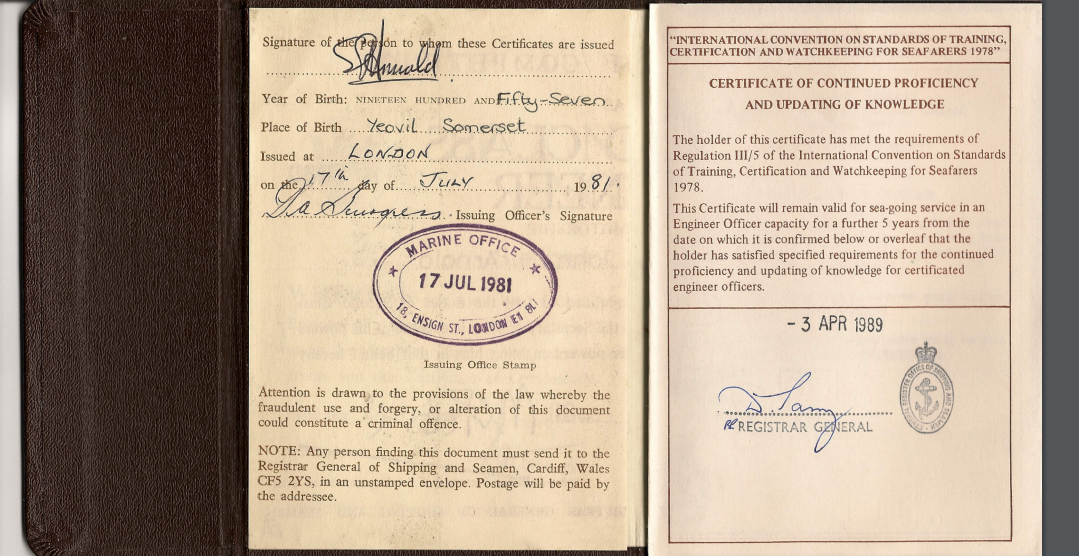 Signature of the person to whom these Certificates are issued
Year of Birth: NINETEEN HUNDRED AND Fifty-Seven
Place of Birth Yeovil Somerset
Issued at LONDON
on the 17th day of JULY 1981.
Issuing Officer's Signature
MARINE OFFICE
17 JUL 1981
18, ENSIGN ST., LONDON E1 8LJ
Issuing Office Stamp
Attention is drawn to the provisions of the law whereby the
fraudulent use and forgery, or alteration of this document
could constitute a criminal offence.
NOTE: Any person finding this document must send it to the
Registrar General of Shipping and Seamen, Cardiff, Wales
CF5 2YS, in an unstamped envelope. Postage will be paid by
the addressee.
"INTERNATIONAL CONVENTION ON STANDARDS OF TRAINING,
CERTIFICATION AND WATCHKEEPING FOR SEAFARERS 1978"
CERTIFICATE OF CONTINUED PROFICIENCY
AND UPDATING OF KNOWLEDGE
The holder of this certificate has met the requirements of
Regulation III/5 of the International Convention on Standards
of Training, Certification and Watchkeeping for Seafarers
1978.
This Certificate will remain valid for sea-going service in an
Engineer Officer capacity for a further 5 years from the
date on which it is confirmed below or overleaf that the
holder has satisfied specified requirements for the continued
proficiency and updating of knowledge for certificated
engineer officers.
- 3 APR 1989
REGISTRAR GENERAL